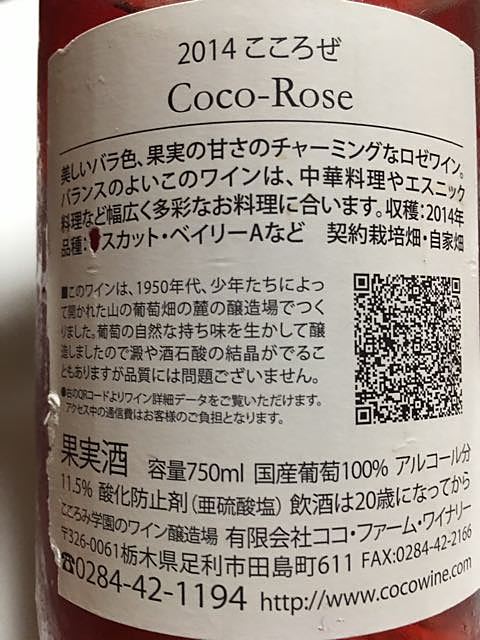 2014 こころぜ
Coco-Rose
美しいバラ色、果実の甘さのチャーミングなロゼワイン。
バランスのよいこのワインは、中華料理やエスニック
料理など幅広く多彩なお料理に合います。収穫:2014年
品種: スカット・ベイリーAなど 契約栽培畑・自家畑
■このワインは、1950年代、少年たちによっ
て開かれた山の葡萄畑の麓の醸造場でつく
りました。葡萄の自然な持ち味を生かして醸
造しましたので澱や酒石酸の結晶がでるこ
ともありますが品質には問題ございません。
●右のQRコードよりワイン詳細データをご覧いただけます。
アクセス中の通信費はお客様のご負担となります。
果実酒 容量750ml 国産葡萄100% アルコール分
11.5% 酸化防止剤(亜硫酸塩) 飲酒は20歳になってから
こころみ学園のワイン醸造場 有限会社ココ・ファーム・ワイナリー
〒326-0061栃木県足利市田島町611 FAX:0284-42-2166
☎0284-42-1194 http://www.cocowine.com